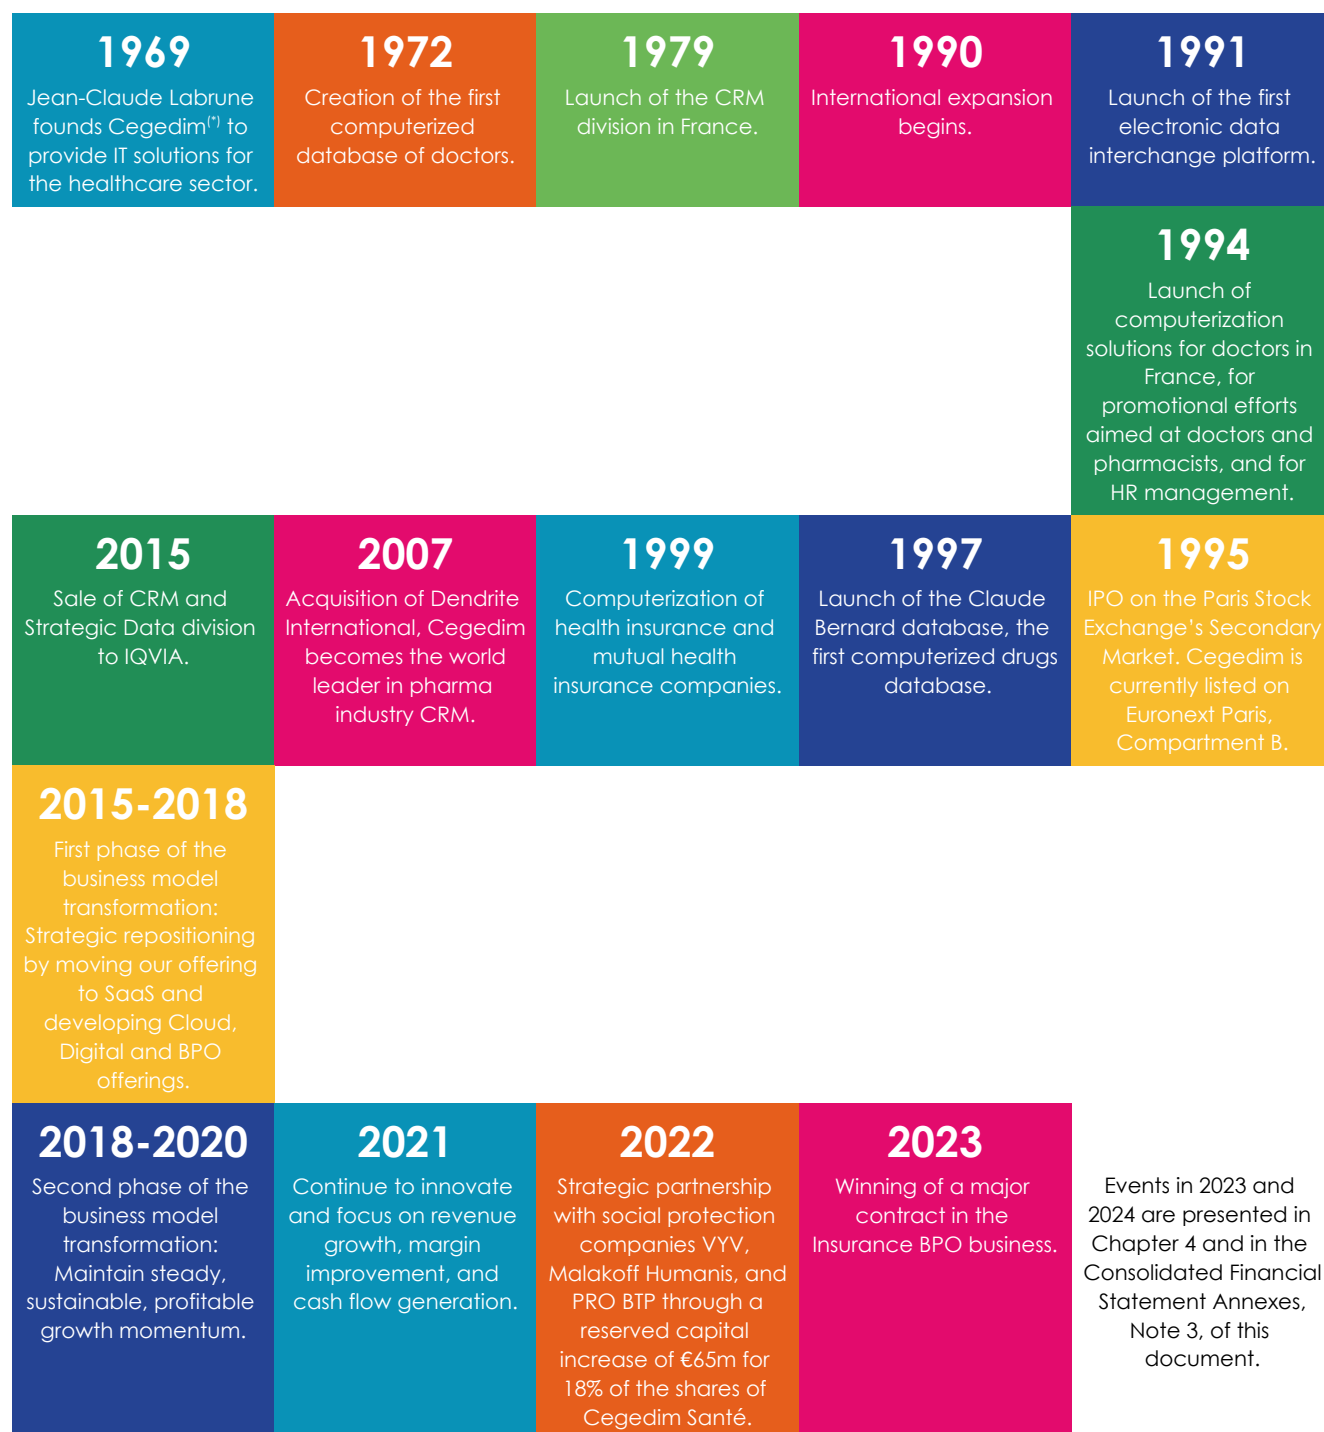 1969
Jean-Claude Labrune
founds Cegedim(*) to
provide IT solutions for
the healthcare sector.
1972
Creation of the first
computerized
database of doctors.
1979
Launch of the CRM
division in France.
1990
International expansion
begins.
1991
Launch of the first
electronic data
interchange platform.
1994
Launch of
computerization
solutions for doctors in
France, for
promotional efforts
aimed at doctors and
pharmacists, and for
HR management.
1995
IPO on the Paris Stock
Exchange’s Secondary
Market. Cegedim is
currently listed on
Euronext Paris,
Compartment B.
1997
Launch of the Claude
Bernard database, the
first computerized drugs
database.
1999
Computerization of
health insurance and
mutual health
insurance companies.
2007
Acquisition of Dendrite
International, Cegedim
becomes the world
leader in pharma
industry CRM.
2015
Sale of CRM and
Strategic Data division
to IQVIA.
2015-2018
First phase of the
business model
transformation:
Strategic repositioning
by moving our offering
to SaaS and
developing Cloud,
Digital and BPO
offerings.
2018-2020
Second phase of the
business model
transformation:
Maintain steady,
sustainable, profitable
growth momentum.
2021
Continue to innovate
and focus on revenue
growth, margin
improvement, and
cash flow generation.
2022
Strategic partnership
with social protection
companies VYV,
Malakoff Humanis, and
PRO BTP through a
reserved capital
increase of €65m for
18% of the shares of
Cegedim Santé.
2023
Winning of a major
contract in the
Insurance BPO business.
Events in 2023 and
2024 are presented in
Chapter 4 and in the
Consolidated Financial
Statement Annexes,
Note 3, of this
document.